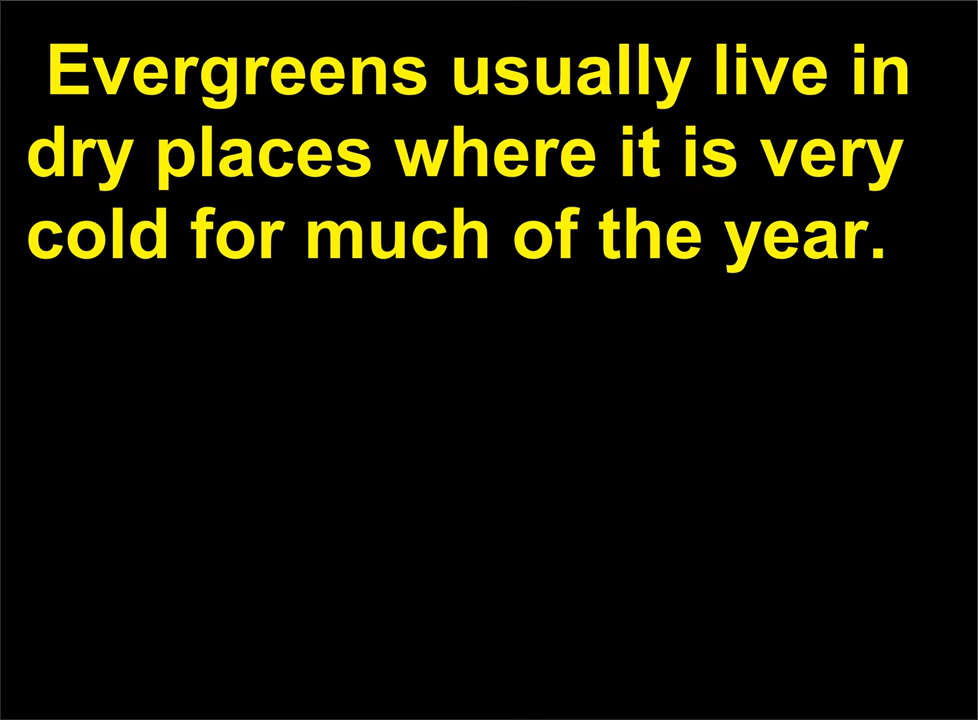 Evergreens usually live in
dry places where it is very
cold for much of the year.